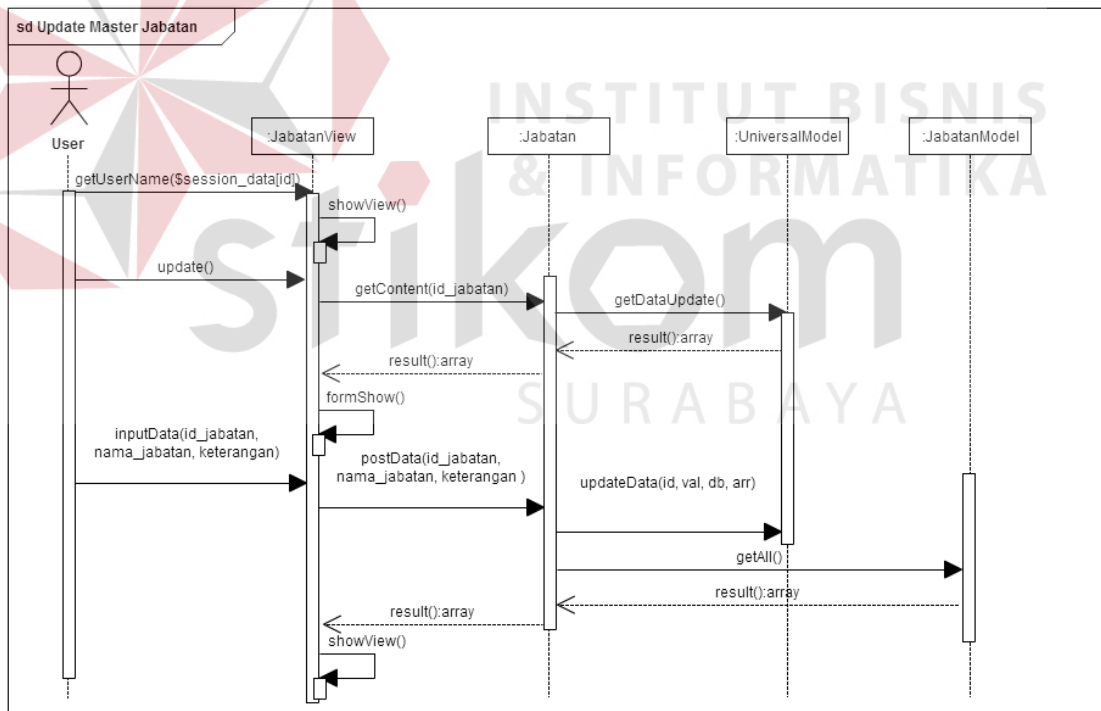 sd Update Master Jabatan
INSTITUT BISNIS
& INFORMATIKA
stikom
SURABAYA
User
:JabatanView
:Jabatan
:UniversalModel
:JabatanModel
getUserName($session_data[id])
showView()
update()
getContent(id_jabatan)
getDataUpdate()
result():array
result():array
formShow()
inputData(id_jabatan,
nama_jabatan, keterangan)
postData(id_jabatan,
nama_jabatan, keterangan )
updateData(id, val, db, arr)
getAll()
result():array
result():array
showView()